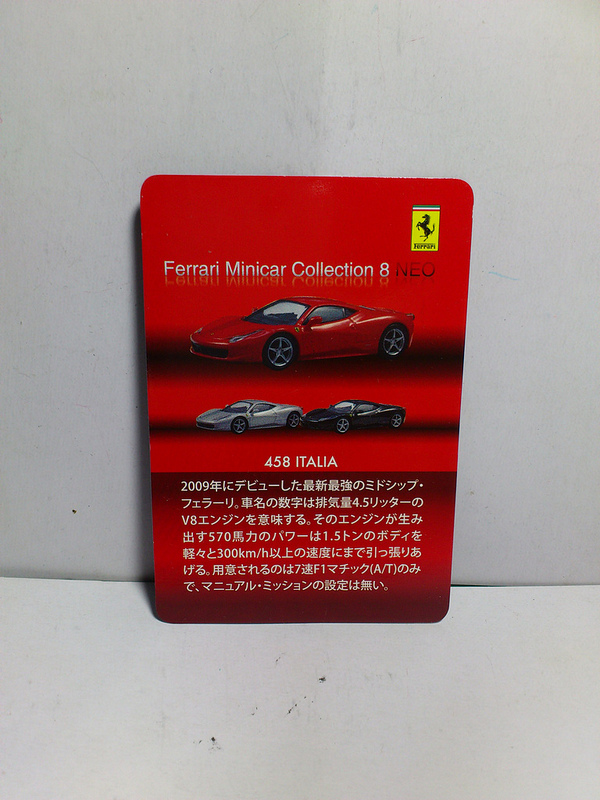 Ferrari
Ferrari Minicar Collection 8 NEO
458 ITALIA
2009年にデビューした最新最強のミドシップ・
フェラーリ。車名の数字は排気量4.5リッターの
V8エンジンを意味する。そのエンジンが生み
出す570馬力のパワーは1.5トンのボディを
軽々と300km/h以上の速度にまで引っ張りあ
げる。用意されるのは7速F1マチック(A/T)のみ
で、マニュアル・ミッションの設定は無い。